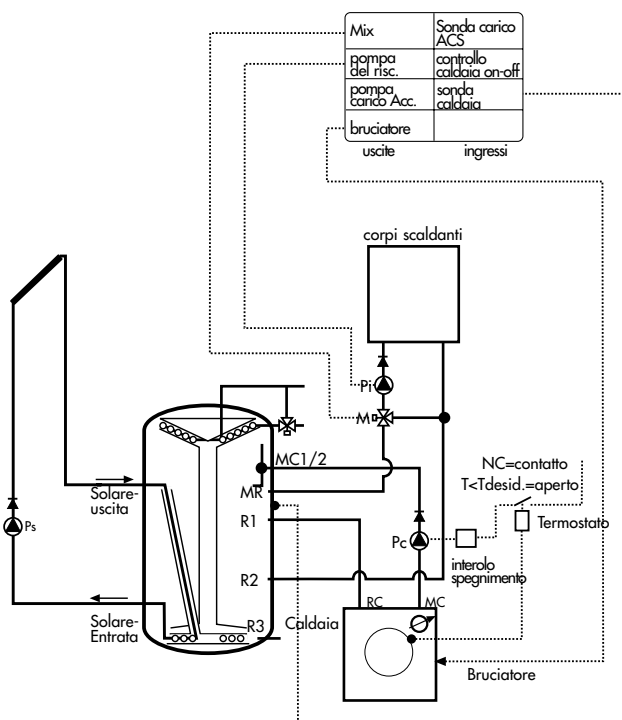 Mix
Sonda carico
ACS
pompa
del risc.
controllo
caldaia on-off
pompa
carico Acc.
sonda
caldaia
bruciatore
uscite
ingressi
corpi scaldanti
Pi
M
MC1/2
NC=contatto
T<Tdesid.=aperto
Solare-
uscita
MR
Ps
R1
Termostato
Pc
interolo
spegnimento
R2
RC
MC
Solare-
Entrata
R3
Caldaia
Bruciatore